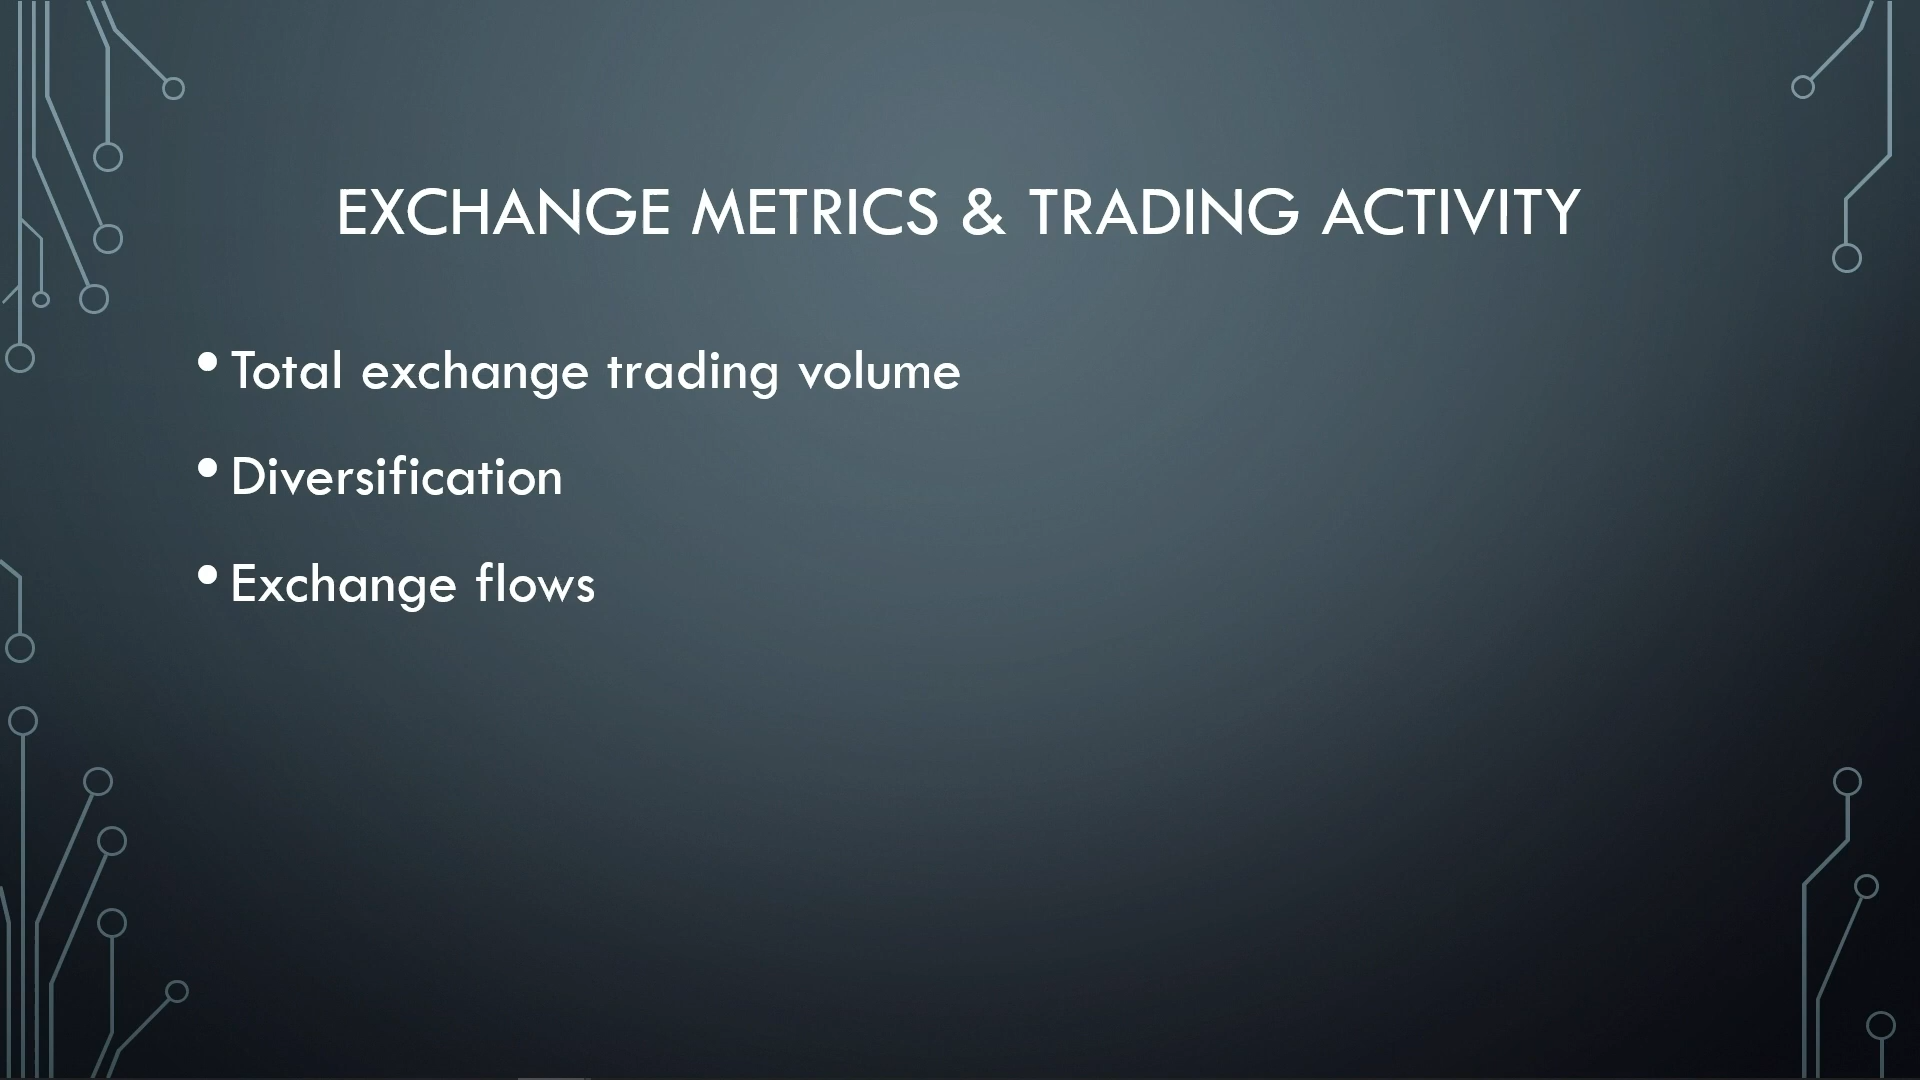 EXCHANGE METRICS & TRADING ACTIVITY
• Total exchange trading volume
• Diversification
• Exchange flows